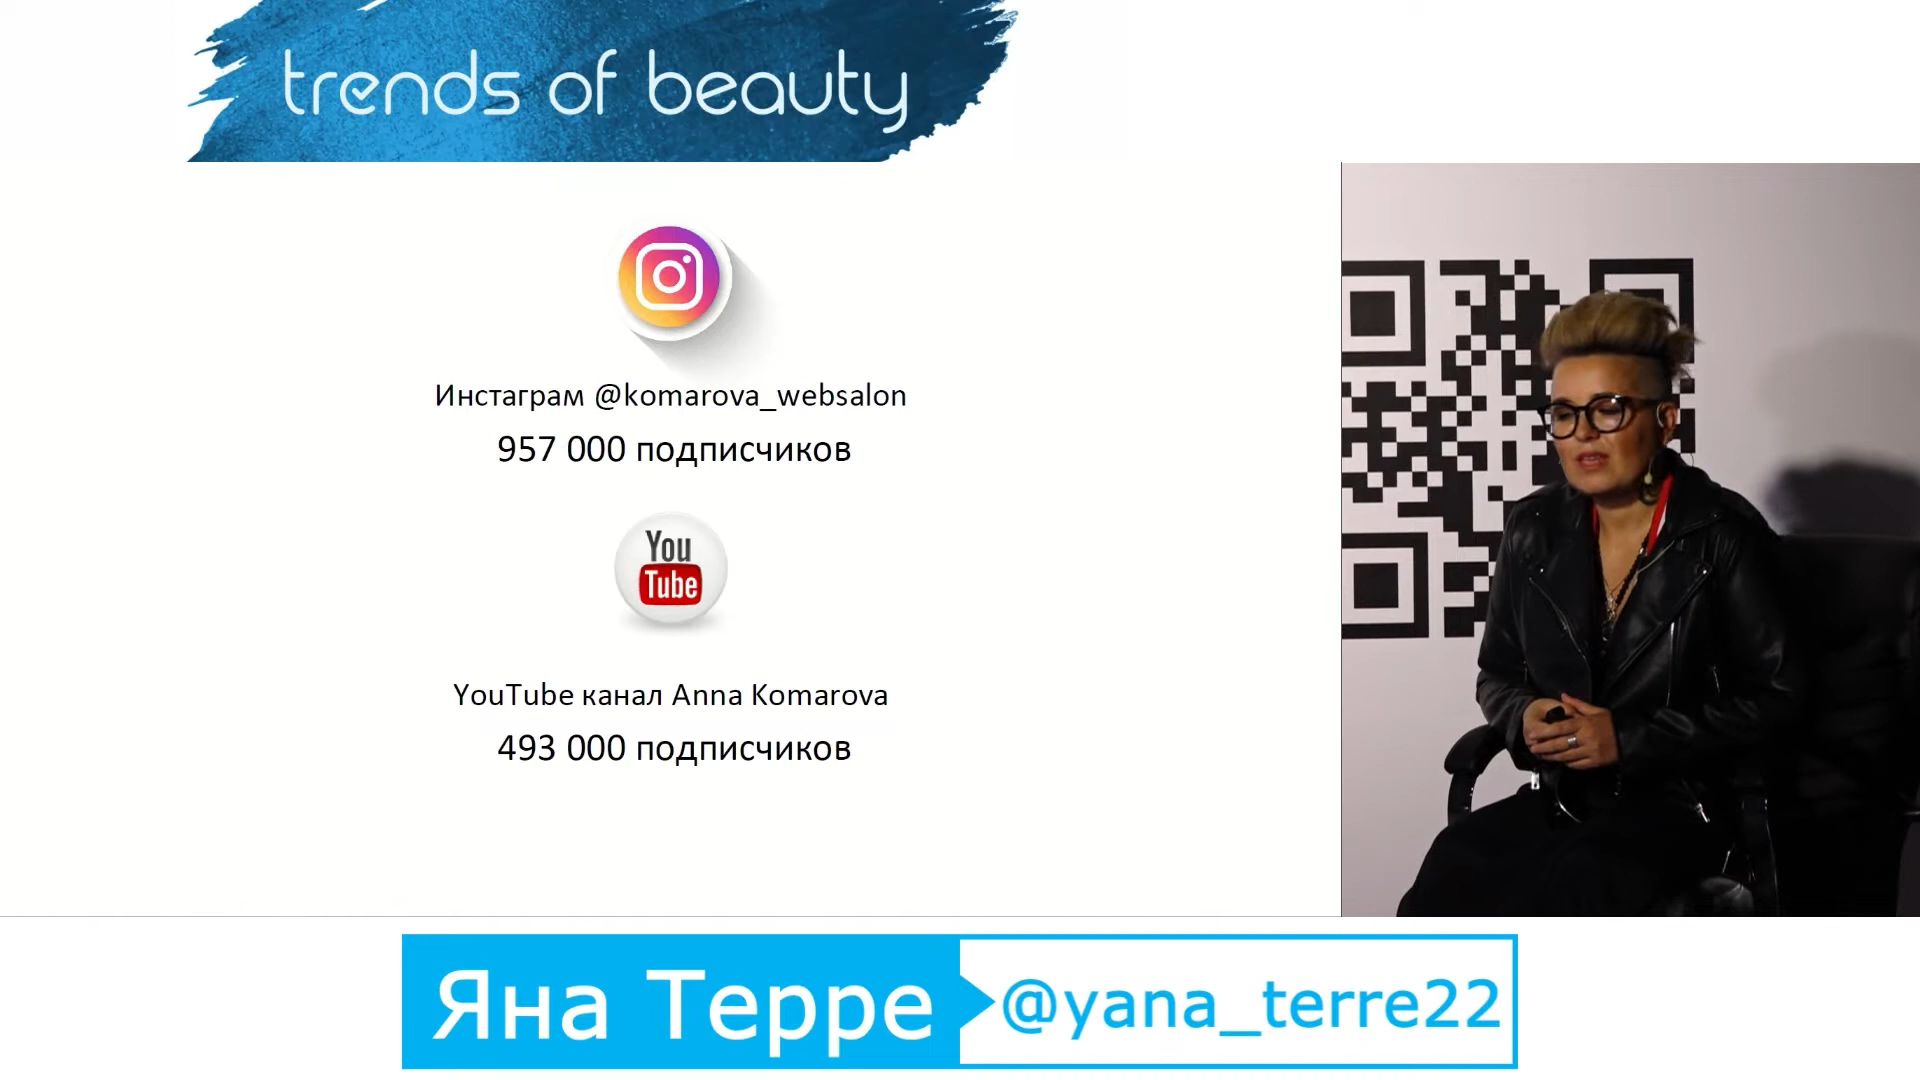 trends of beauty
Инстаграм @komarova_websalon
957 000 подписчиков
You
Tube
YouTube канал Anna Komarova
493 000 подписчиков
Яна Терре
@yana_terre22